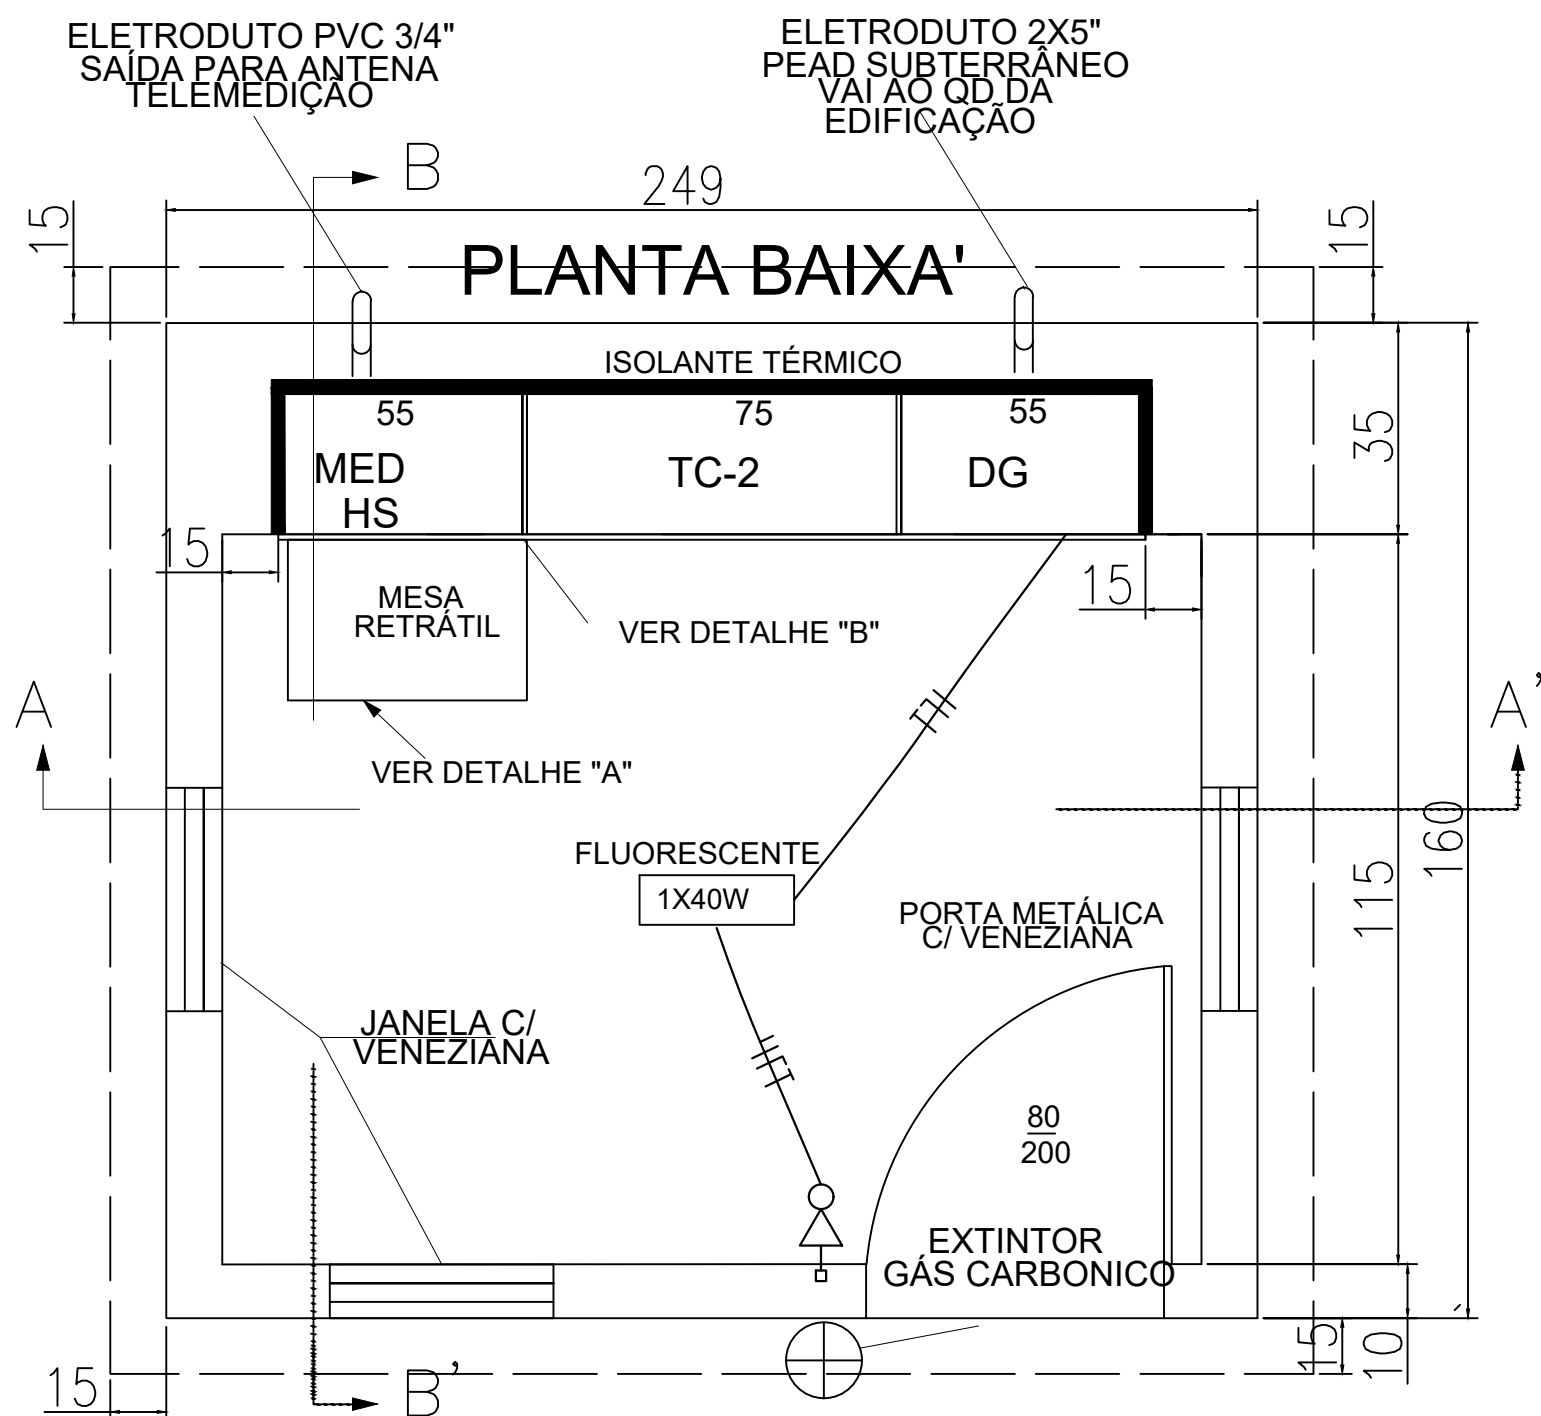 ELETRODUTO PVC 3/4"
SAÍDA PARA ANTENA
TELEMEDIÇÃO
ELETRODUTO 2X5"
PEAD SUBTERRÂNEO
VAI AO QD DA
EDIFICAÇÃO
B
249
15
15
PLANTA BAIXA'
ISOLANTE TÉRMICO
55
75
55
MED
HS
TC-2
DG
35
15
15
MESA
RETRÁTIL
VER DETALHE "B"
A
A'
VER DETALHE "A"
160
FLUORESCENTE
1X40W
115
PORTA METÁLICA
C/ VENEZIANA
JANELA C/
VENEZIANA
80
200
EXTINTOR
GÁS CARBONICO
15
10
15
B'